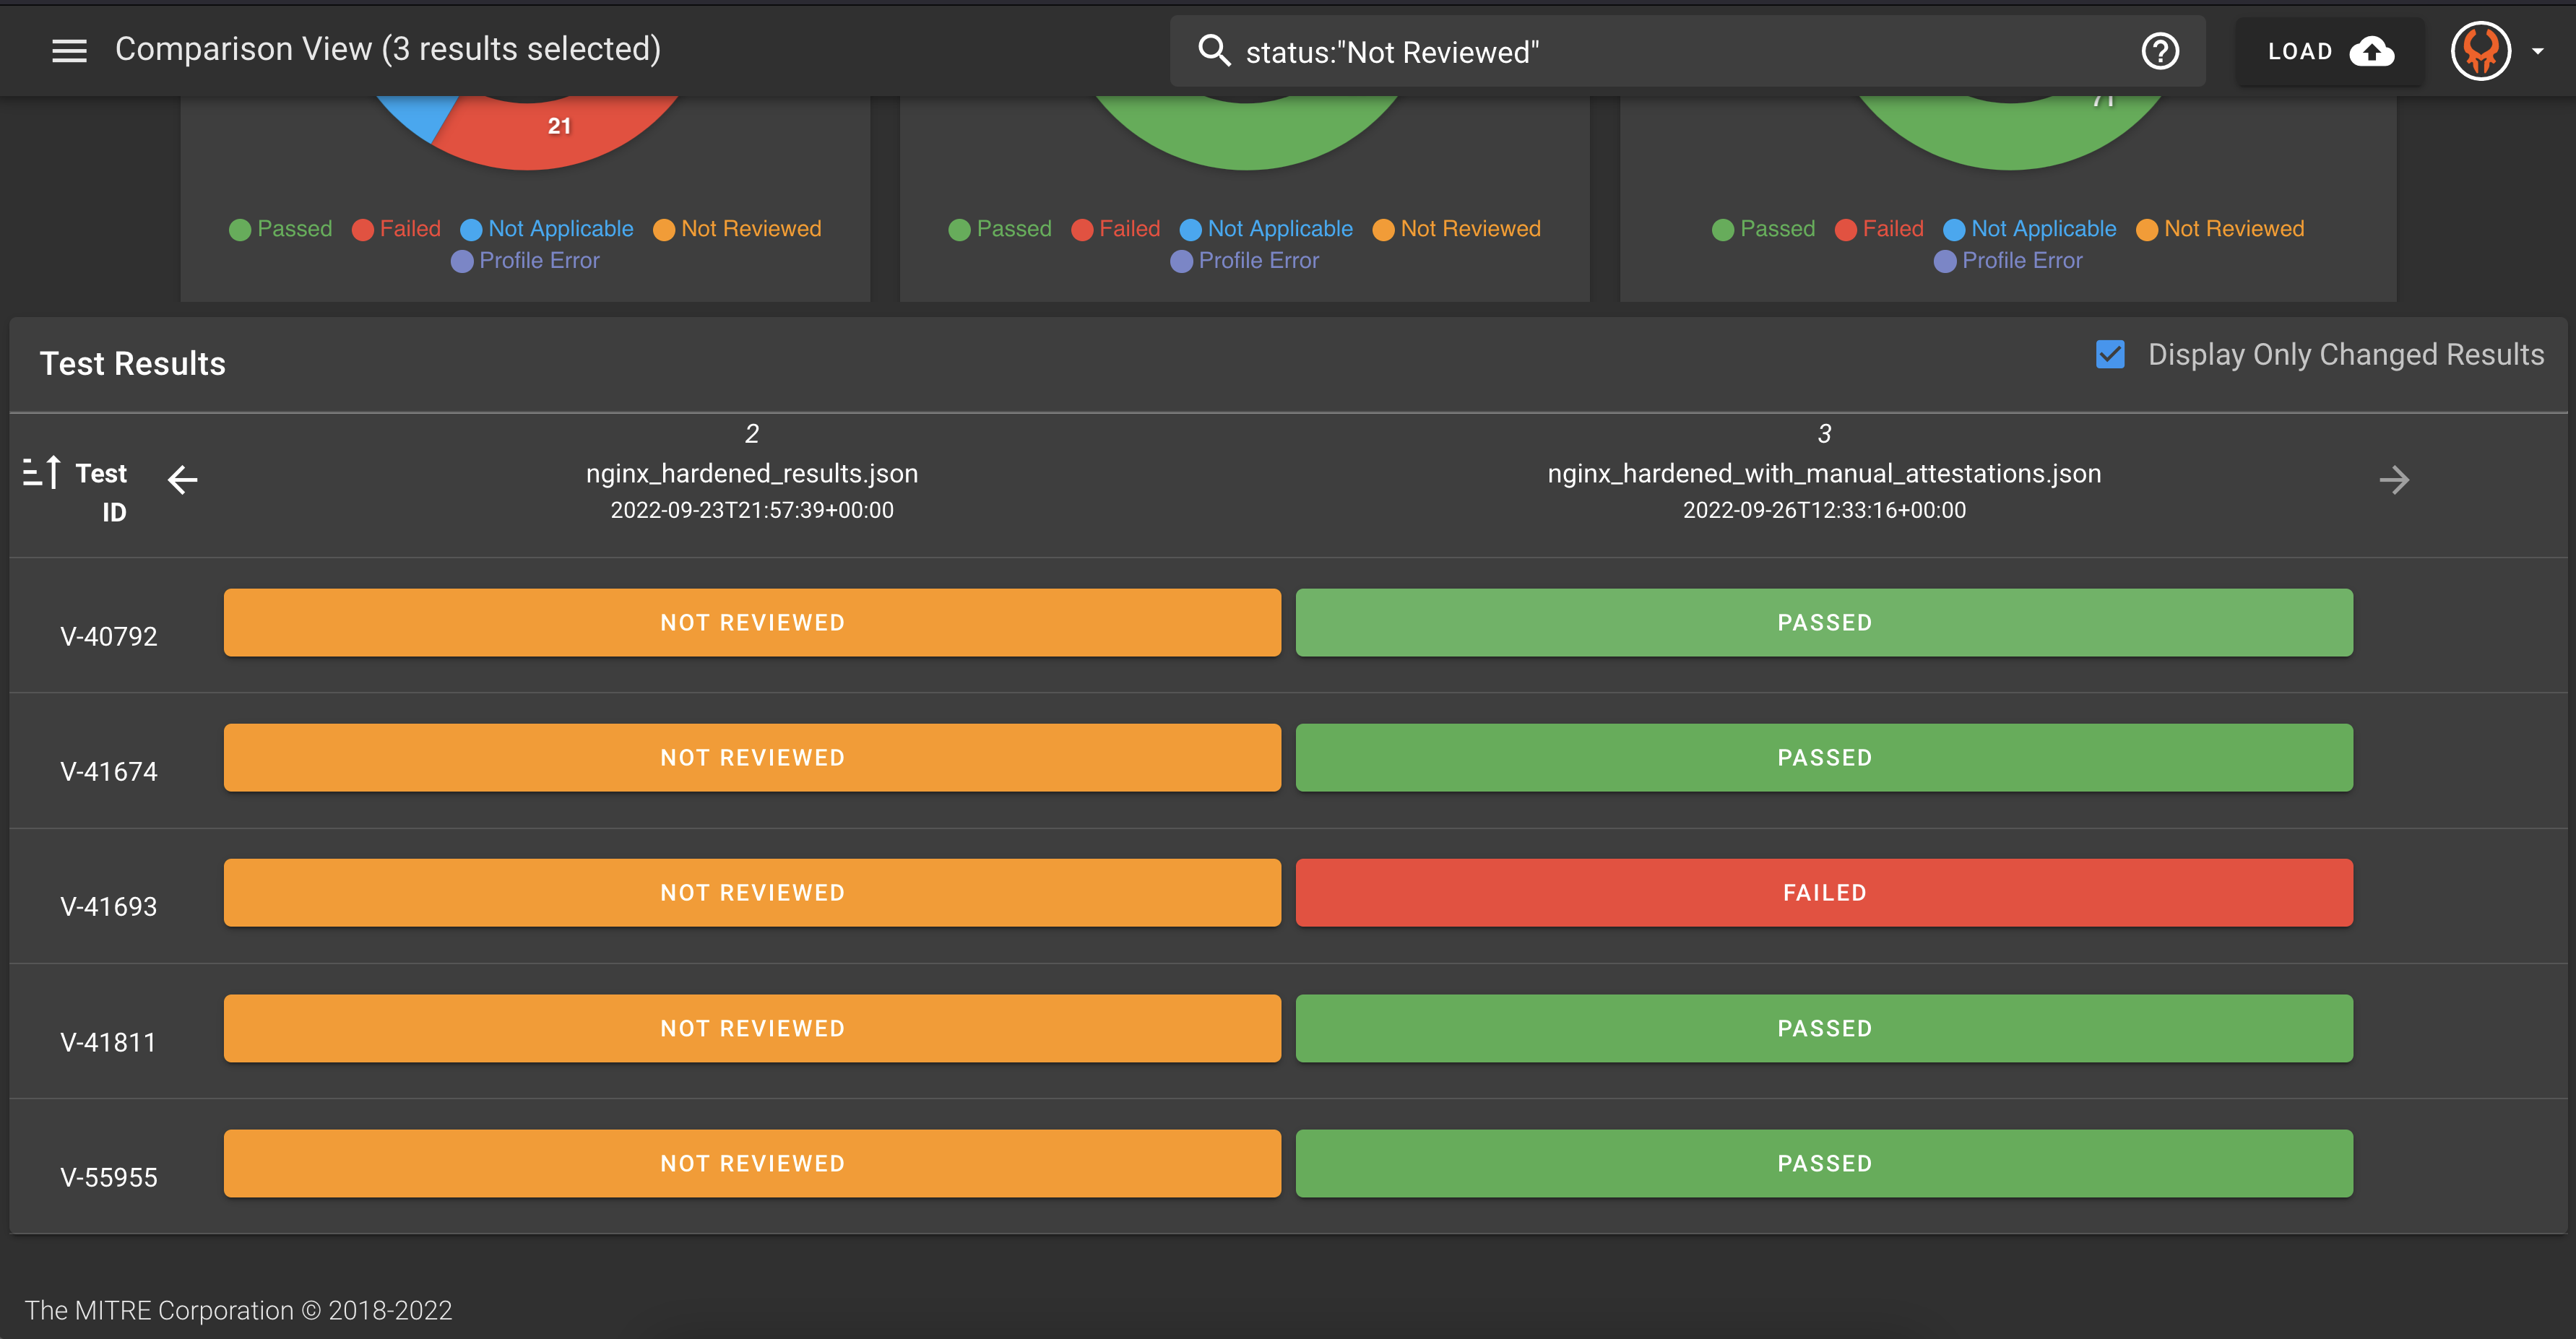 Comparison View (3 results selected)
status:"Not Reviewed"
LOAD
21
Passed Failed Not Applicable Not Reviewed
Profile Error
Passed Failed Not Applicable Not Reviewed
Profile Error
Passed Failed Not Applicable Not Reviewed
Profile Error
Test Results
Display Only Changed Results
Test
ID
2
nginx_hardened_results.json
2022-09-23T21:57:39+00:00
3
nginx_hardened_with_manual_attestations.json
2022-09-26T12:33:16+00:00
V-40792 NOT REVIEWED PASSED
V-41674 NOT REVIEWED PASSED
V-41693 NOT REVIEWED FAILED
V-41811 NOT REVIEWED PASSED
V-55955 NOT REVIEWED PASSED
The MITRE Corporation © 2018-2022